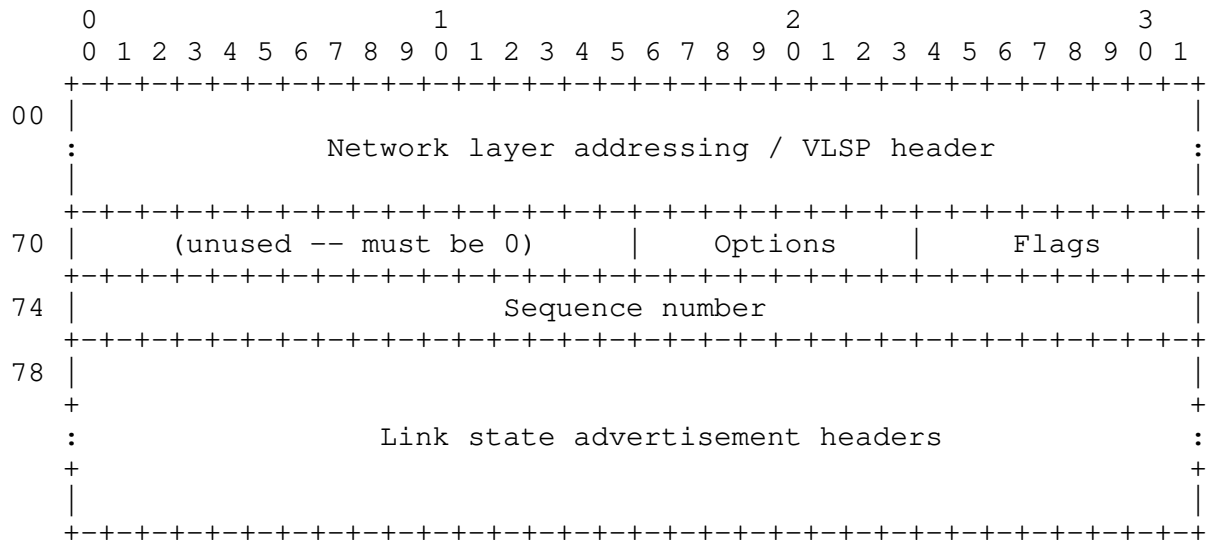 0                   1                   2                   3
    0 1 2 3 4 5 6 7 8 9 0 1 2 3 4 5 6 7 8 9 0 1 2 3 4 5 6 7 8 9 0 1
   +-+-+-+-+-+-+-+-+-+-+-+-+-+-+-+-+-+-+-+-+-+-+-+-+-+-+-+-+-+-+-+-+
00 |                                                               |
   :              Network layer addressing / VLSP header           :
   |                                                               |
   +-+-+-+-+-+-+-+-+-+-+-+-+-+-+-+-+-+-+-+-+-+-+-+-+-+-+-+-+-+-+-+-+
70 |     (unused -- must be 0)     |    Options    |     Flags     |
   +-+-+-+-+-+-+-+-+-+-+-+-+-+-+-+-+-+-+-+-+-+-+-+-+-+-+-+-+-+-+-+-+
74 |                        Sequence number                        |
   +-+-+-+-+-+-+-+-+-+-+-+-+-+-+-+-+-+-+-+-+-+-+-+-+-+-+-+-+-+-+-+-+
78 |                                                               |
   +                                                               +
   :                 Link state advertisement headers              :
   +                                                               +
   |                                                               |
   +-+-+-+-+-+-+-+-+-+-+-+-+-+-+-+-+-+-+-+-+-+-+-+-+-+-+-+-+-+-+-+-+